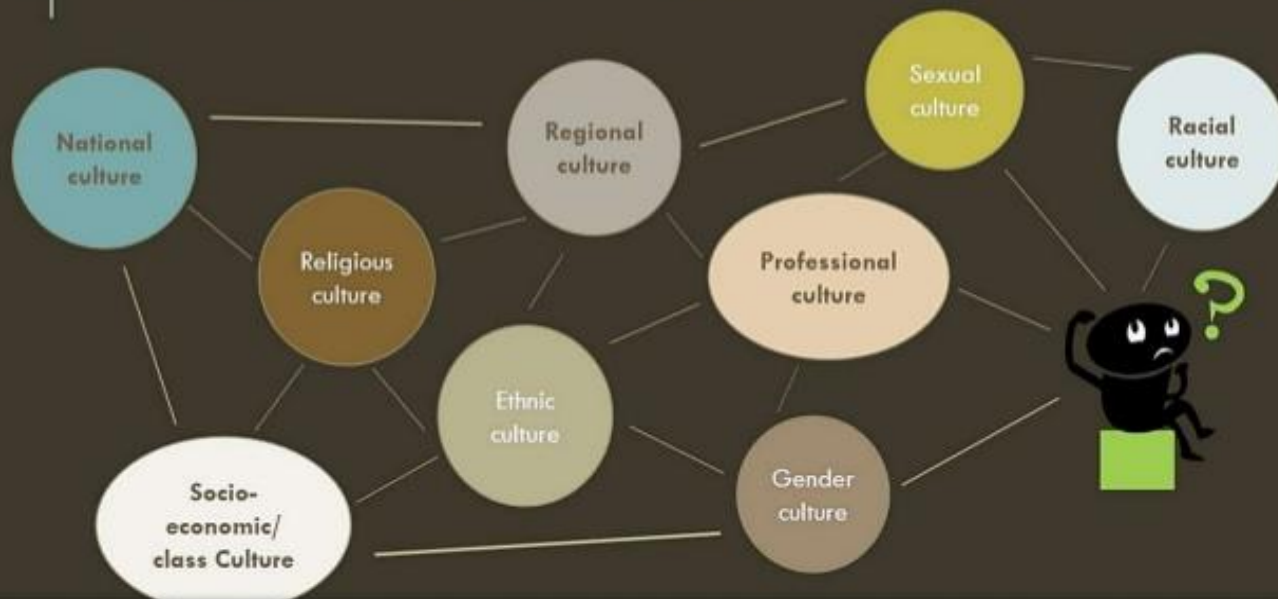 National
culture
Regional
culture
Sexual
culture
Racial
culture
Religious
culture
Professional
culture
?
Ethnic
culture
Gender
culture
Socio-
economic/
class Culture